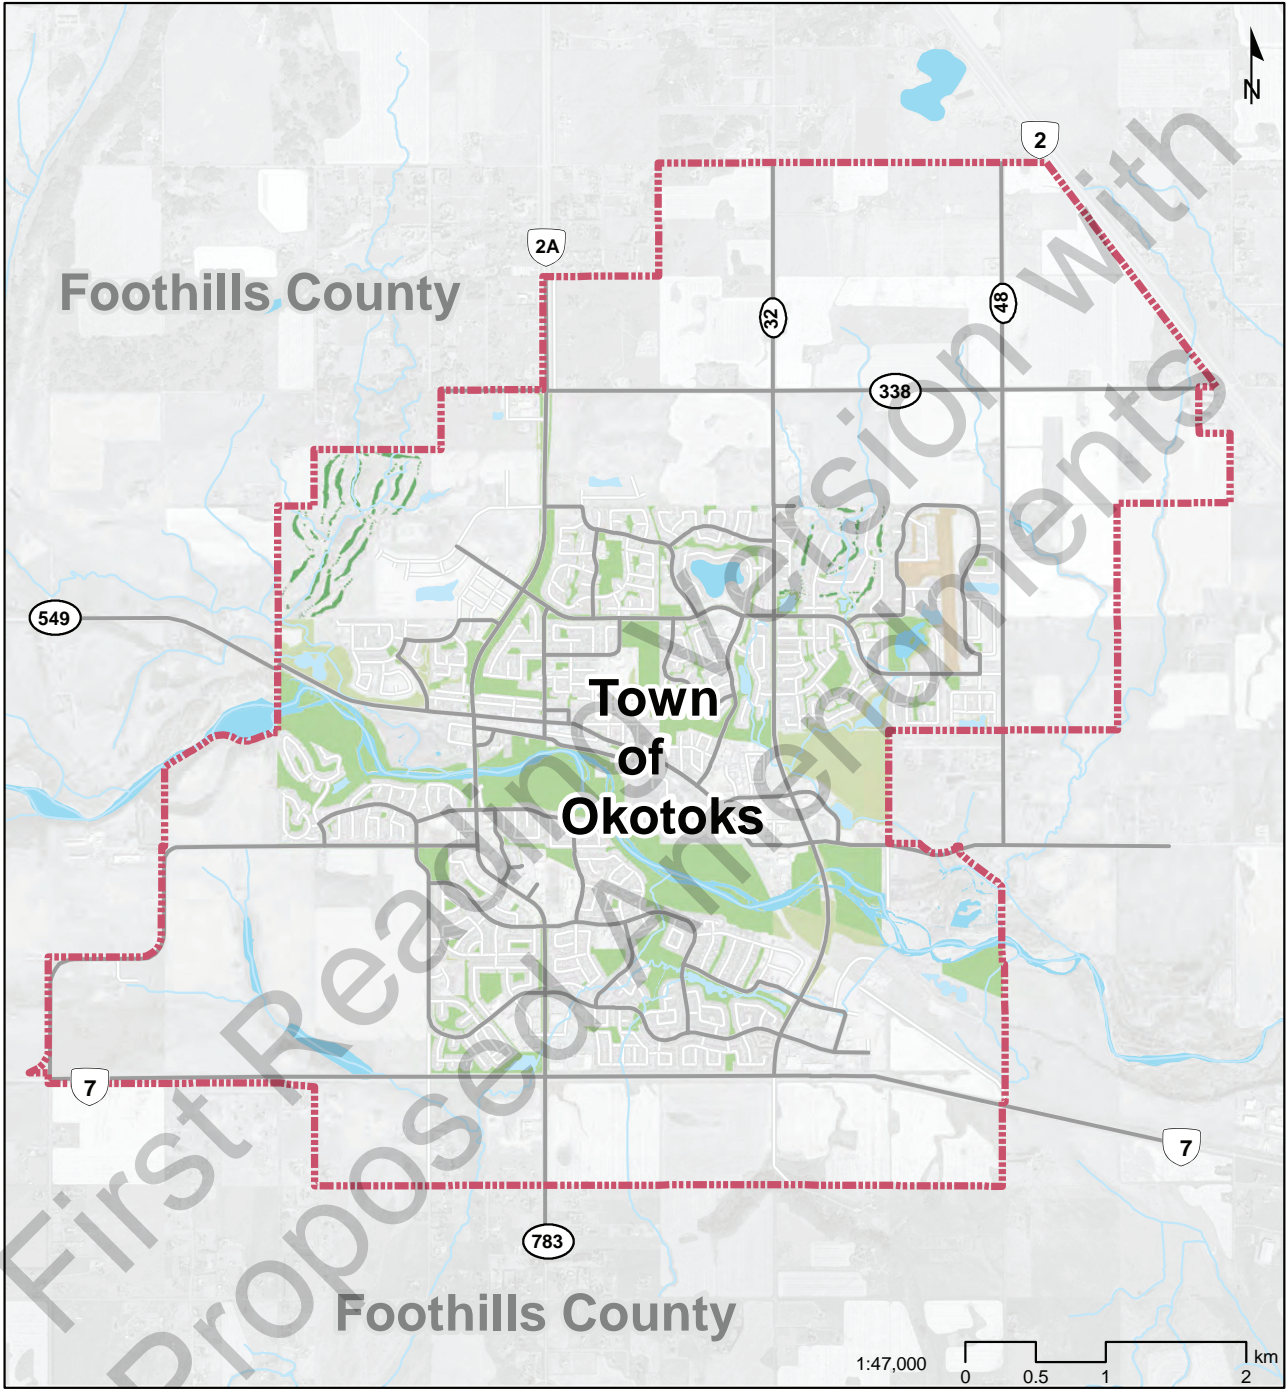 N
2
2A
Foothills County
32
48
338
549
Town
of
Okotoks
7
7
783
Foothills County
1:47,000
0 0.5 1 2 km
First Reading Version with
Proposed Amendments